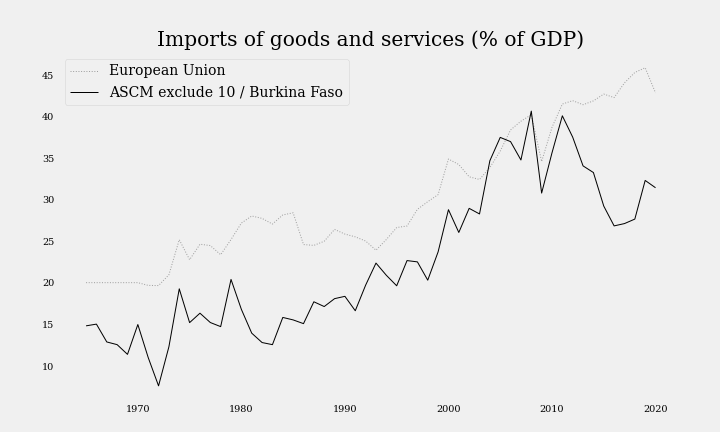 Imports of goods and services (% of GDP)
European Union
ASCM exclude 10 / Burkina Faso
45
40
35
30
25
20
15
10
1970 1980 1990 2000 2010 2020